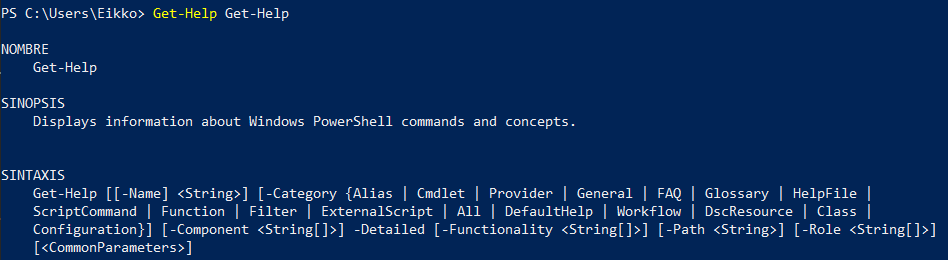 PS C:\Users\Eikko> Get-Help Get-Help
NOMBRE
Get-Help
SINOPSIS
Displays information about Windows PowerShell commands and concepts.
SINTAXIS
Get-Help [[-Name] <String>] [-Category {Alias | Cmdlet | Provider | General | FAQ | Glossary | HelpFile |
ScriptCommand | Function | Filter | ExternalScript | All | DefaultHelp | Workflow | DscResource | Class |
Configuration}] [-Component <String[]>] -Detailed [-Functionality <String[]>] [-Path <String>] [-Role <String[]>]
[<CommonParameters>]